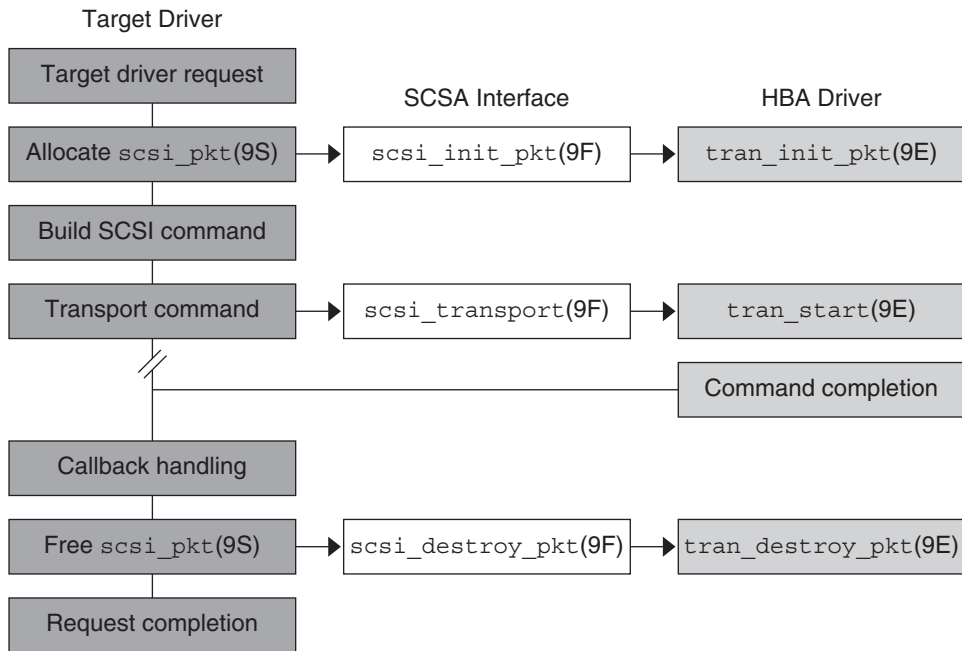 Target Driver
Target driver request
SCSA Interface
HBA Driver
Allocate scsi_pkt(9S)
scsi_init_pkt(9F)
tran_init_pkt(9E)
Build SCSI command
Transport command
scsi_transport(9F)
tran_start(9E)
Command completion
Callback handling
Free scsi_pkt(9S)
scsi_destroy_pkt(9F)
tran_destroy_pkt(9E)
Request completion